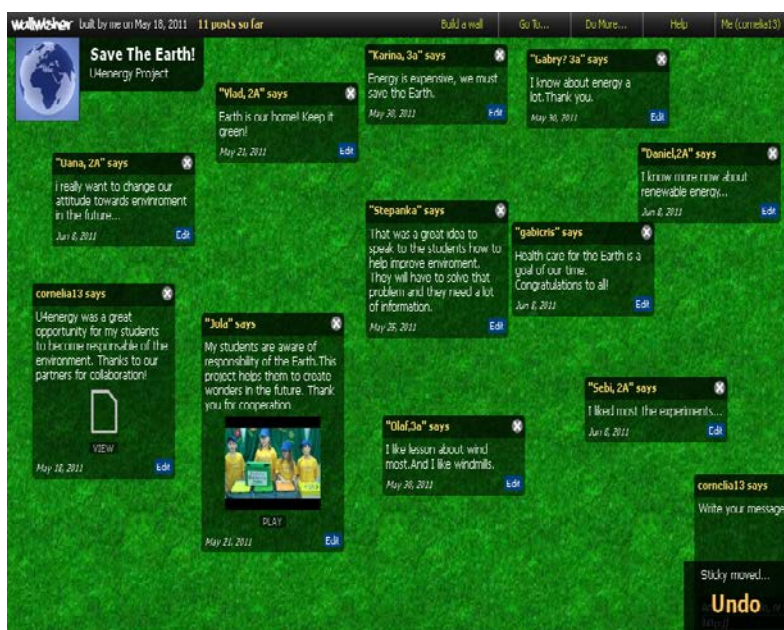 wallwisher built by me on May 18, 2011 11 posts so far Build a wall Go To... Do More... Help Me (cornelia13)
Save The Earth!
U4energy Project
"Vlad, 2A" says
Earth is our home! Keep it
green!
May 21, 2011 Edit
"Karina, 3a" says
Energy is expensive, we must
save the Earth.
May 30, 2011 Edit
"Gabry? 3a" says
I know about energy a
lot.Thank you.
May 30, 2011 Edit
"Daniel,2A" says
I know more now about
renewable energy...
Jun 8, 2011 Edit
"Oana, 2A" says
i really want to change our
attitude towards envinroment
in the future...
Jun 8, 2011 Edit
"Stepanka" says
That was a great idea to
speak to the students how to
help improve enviroment.
They will have to solve that
problem and they need a lot
of information.
May 25, 2011 Edit
"gabicris" says
Health care for the Earth is a
goal of our time.
Congratulations to all!
Jun 8, 2011 Edit
cornelia13 says
U4energy was a great
opportunity for my students
to become responsable of the
environment. Thanks to our
partners for collaboration!
VIEW
May 18, 2011 Edit
"Jula" says
My students are aware of
responsibility of the Earth.This
project helps them to create
wonders in the future. Thank
you for cooperation.
PLAY
May 21, 2011 Edit
"Olaf,3a" says
I like lesson about wind
most.And I like windmills.
May 30, 2011 Edit
"Sebi, 2A" says
I liked most the experiments...
Jun 8, 2011 Edit
cornelia13 says
Write your message
Sticky moved...
Undo